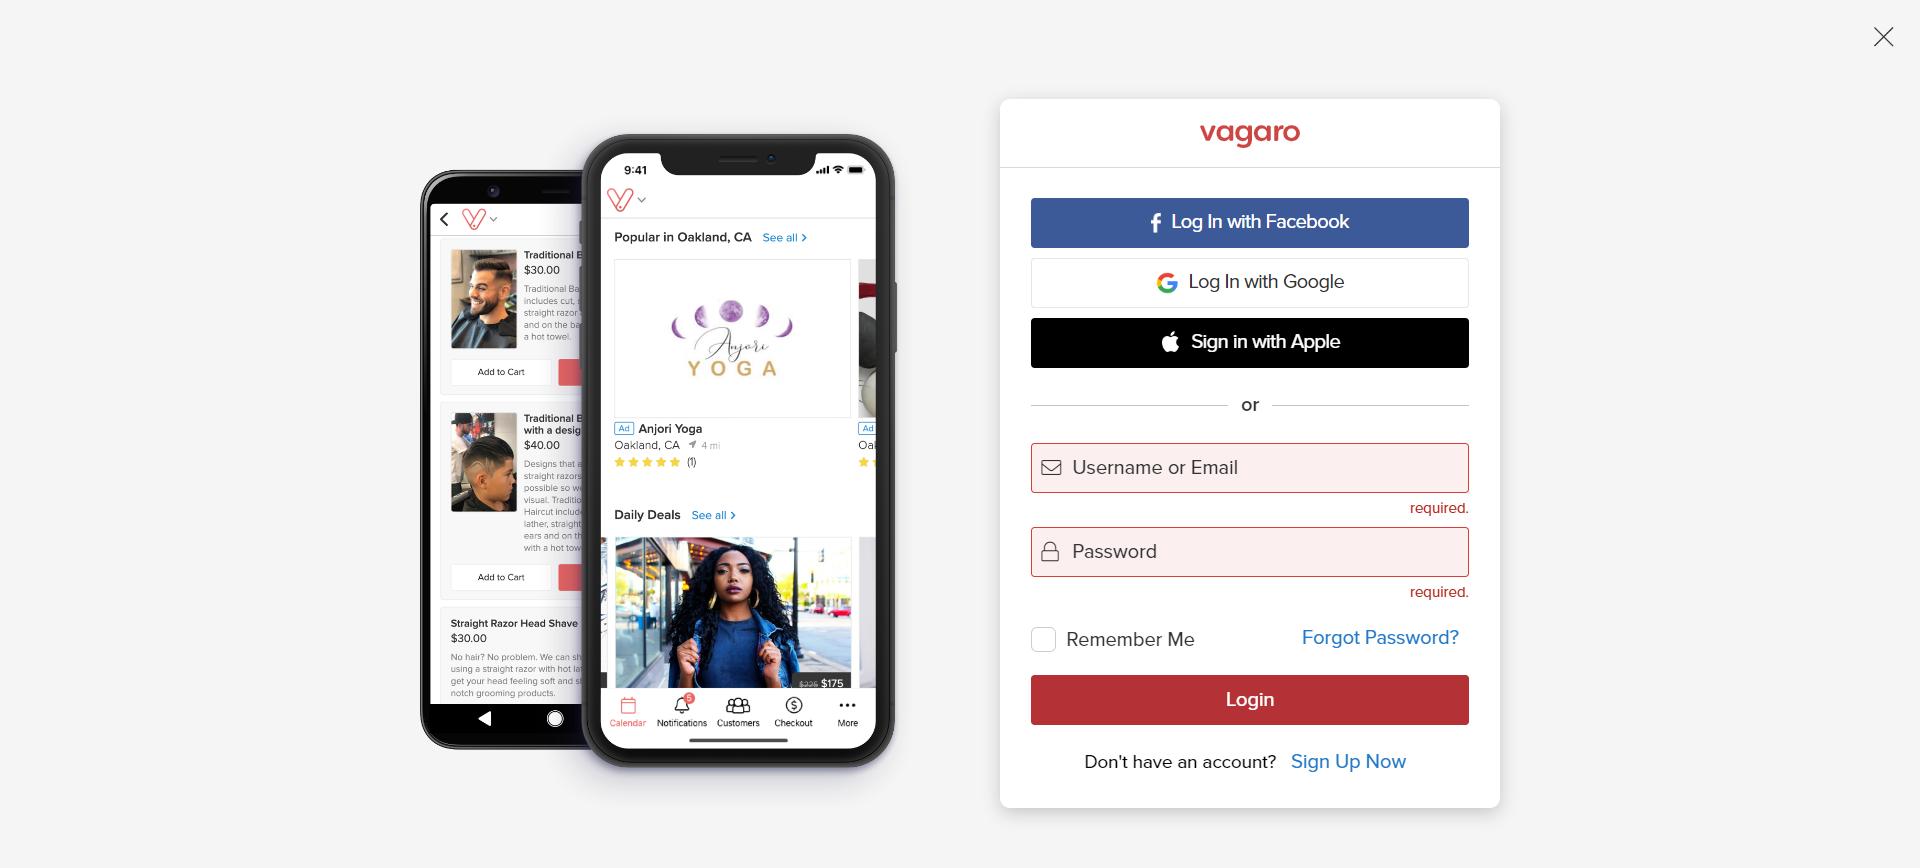 Traditional B
$30.00
Traditional Ba
includes cut,
straight razor
and on the ba
a hot towel.
Add to Cart
Traditional B
with a desig
$40.00
Designs that a
straight razors
possible so we
visual. Traditio
Haircut include
lather, straight
ears and on th
with a hot tow
Add to Cart
Straight Razor Head Shave
$30.00
No hair? No problem. We can sh
using a straight razor with hot lat
get your head feeling soft and s
notch grooming products.
9:41
Popular in Oakland, CA See all
Anjori
YOGA
Ad Anjori Yoga
Oakland, CA 4 mi
(1)
Ad
Oak
Daily Deals See all
$225 $175
5
Calendar Notifications Customers Checkout More
vagaro
Log In with Facebook
Log In with Google
Sign in with Apple
or
Username or Email
required.
Password
required.
Remember Me Forgot Password?
Login
Don't have an account? Sign Up Now